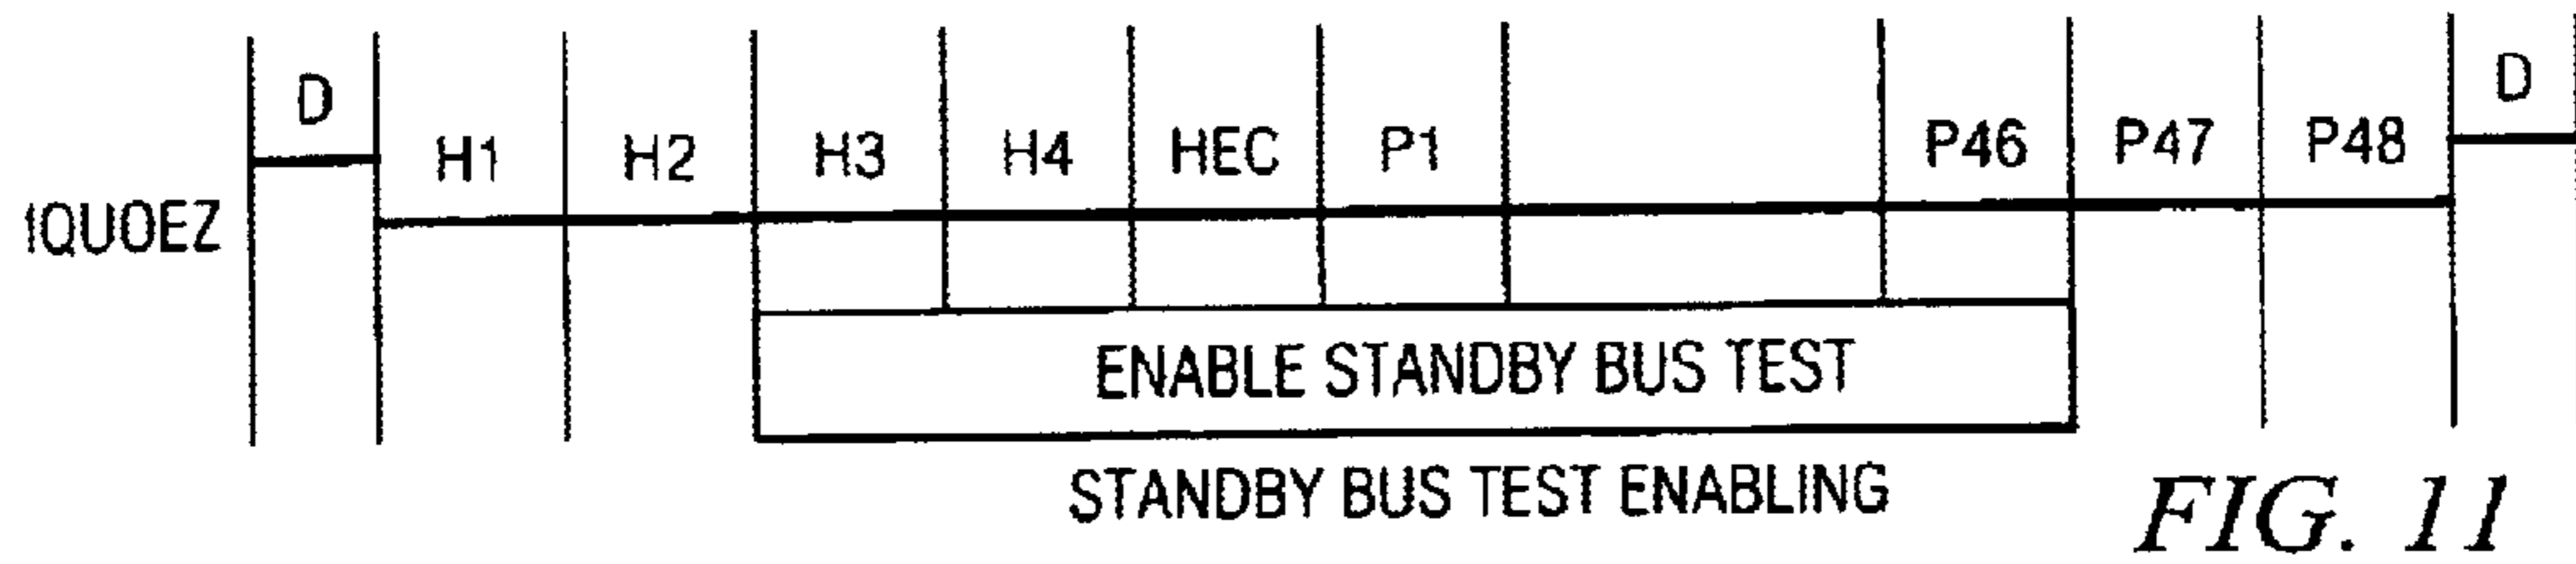 D H1 H2 H3 H4 HEC P1 P46 P47 P48 D
IQUOEZ
ENABLE STANDBY BUS TEST
STANDBY BUS TEST ENABLING
FIG. 11